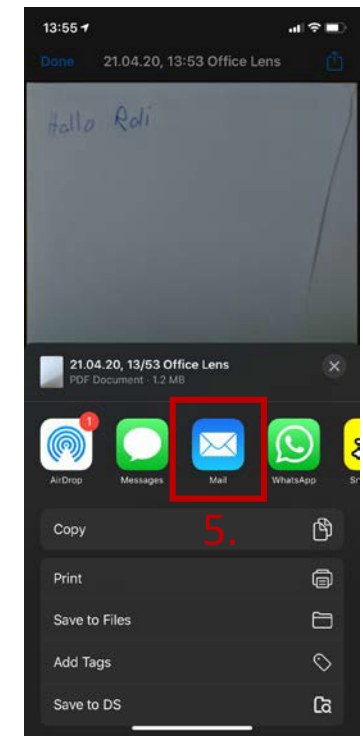 13:55
Done 21.04.20, 13:53 Office Lens
Hallo Roli
21.04.20, 13/53 Office Lens
PDF Document · 1.2 MB
1
AirDrop Messages Mail WhatsApp
5.
Copy
Print
Save to Files
Add Tags
Save to DS